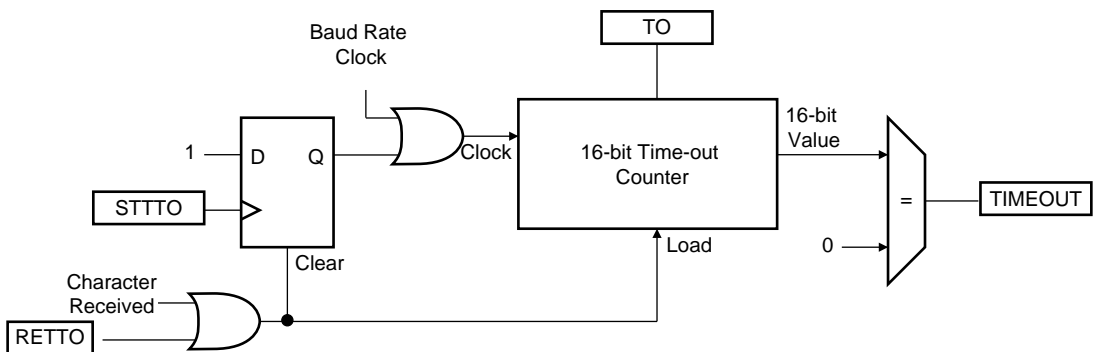 TO
Baud Rate
Clock
16-bit
Value
1
D
Q
Clock
16-bit Time-out
Counter
STTTO
=
TIMEOUT
0
Load
Clear
Character
Received
RETTO